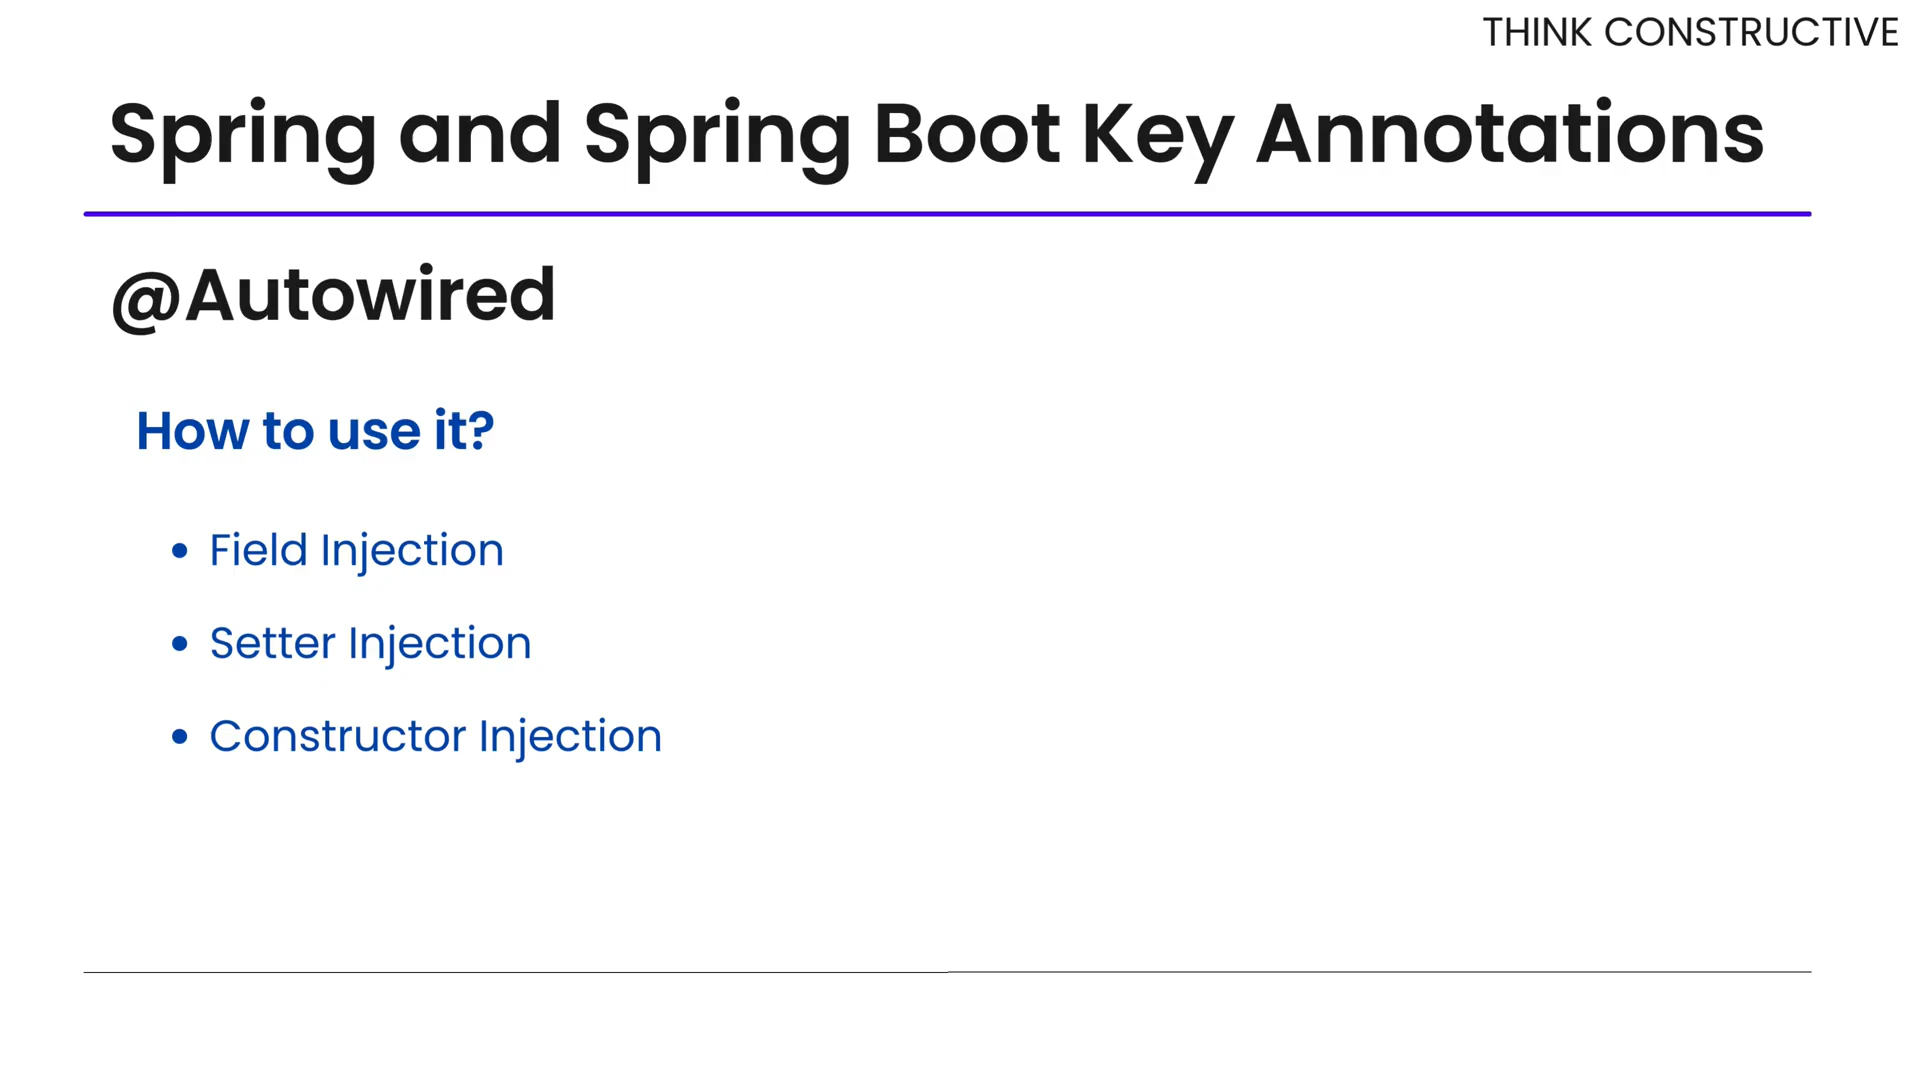 THINK CONSTRUCTIVE
Spring and Spring Boot Key Annotations
@Autowired
How to use it?
• Field Injection
• Setter Injection
• Constructor Injection